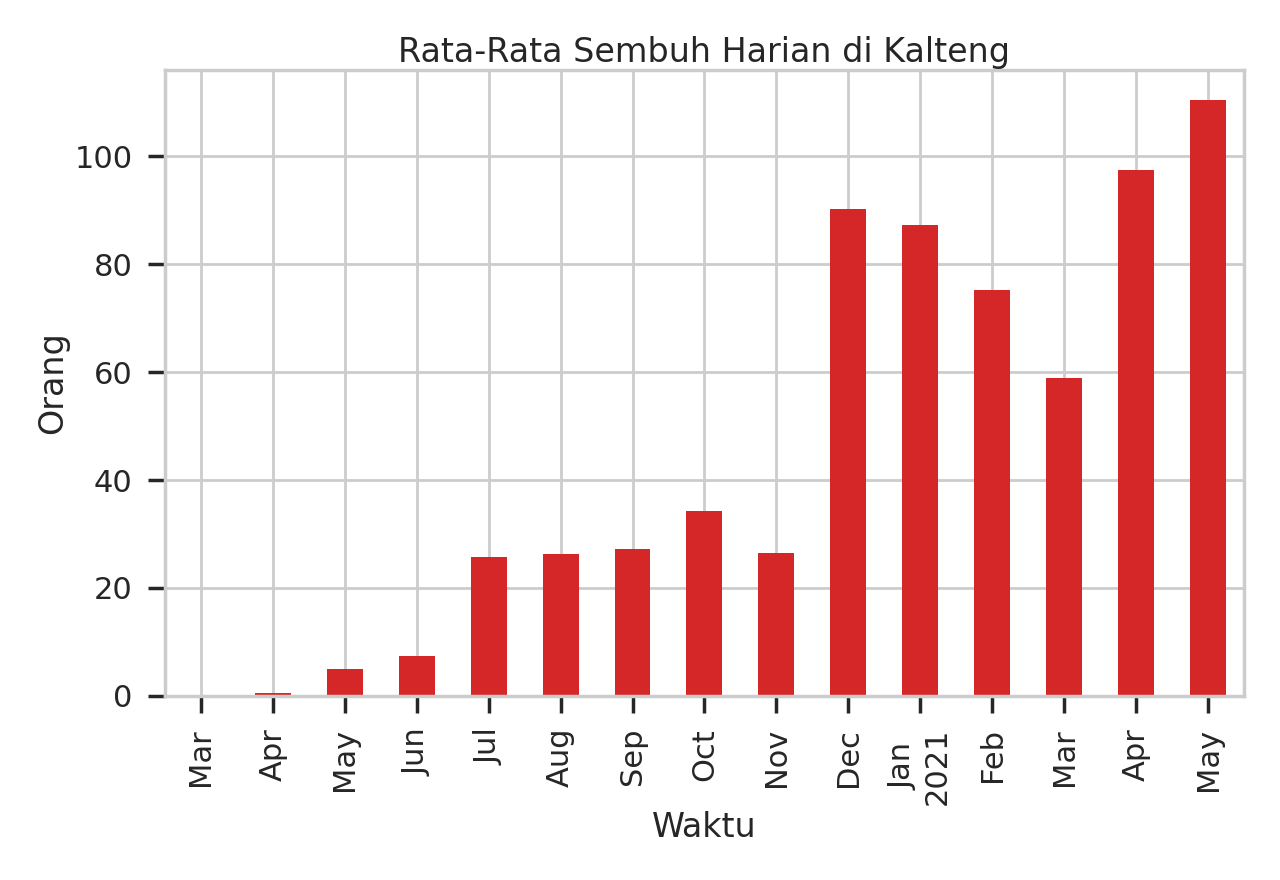 Rata-Rata Sembuh Harian di Kalteng
100
80
60
40
20
0
Orang
Mar
Apr
May
Jun
Jul
Aug
Sep
Oct
Nov
Dec
Jan
2021
Feb
Mar
Apr
May
Waktu